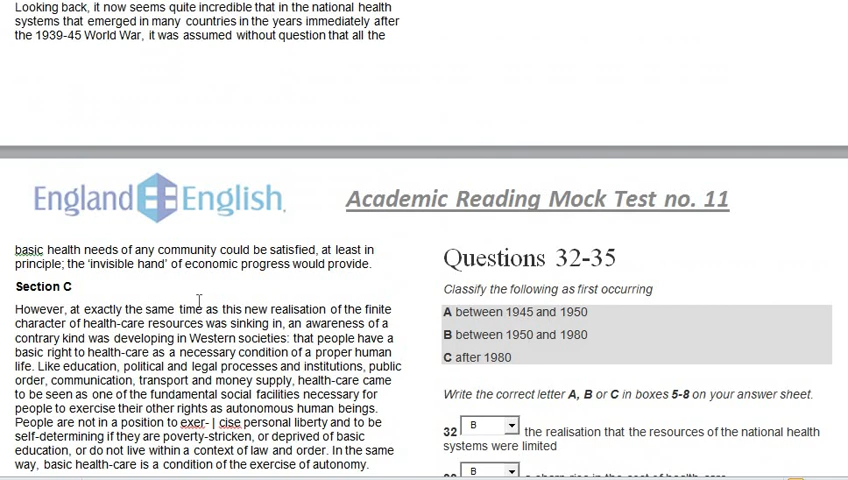 Looking back, it now seems quite incredible that in the national health
systems that emerged in many countries in the years immediately after
the 1939-45 World War, it was assumed without question that all the
England EE English.
Academic Reading Mock Test no. 11
basic health needs of any community could be satisfied, at least in
principle; the 'invisible hand' of economic progress would provide.
Section C
However, at exactly the same time as this new realisation of the finite
character of health-care resources was sinking in, an awareness of a
contrary kind was developing in Western societies: that people have a
basic right to health-care as a necessary condition of a proper human
life. Like education, political and legal processes and institutions, public
order, communication, transport and money supply, health-care came
to be seen as one of the fundamental social facilities necessary for
people to exercise their other rights as autonomous human beings.
People are not in a position to exer- | cise personal liberty and to be
self-determining if they are poverty-stricken, or deprived of basic
education, or do not live within a context of law and order. In the same
way, basic health-care is a condition of the exercise of autonomy.
Questions 32-35
Classify the following as first occurring
A between 1945 and 1950
B between 1950 and 1980
C after 1980
Write the correct letter A, B or C in boxes 5-8 on your answer sheet.
32 B the realisation that the resources of the national health
systems were limited
B a sharp rise in the cost of health-care